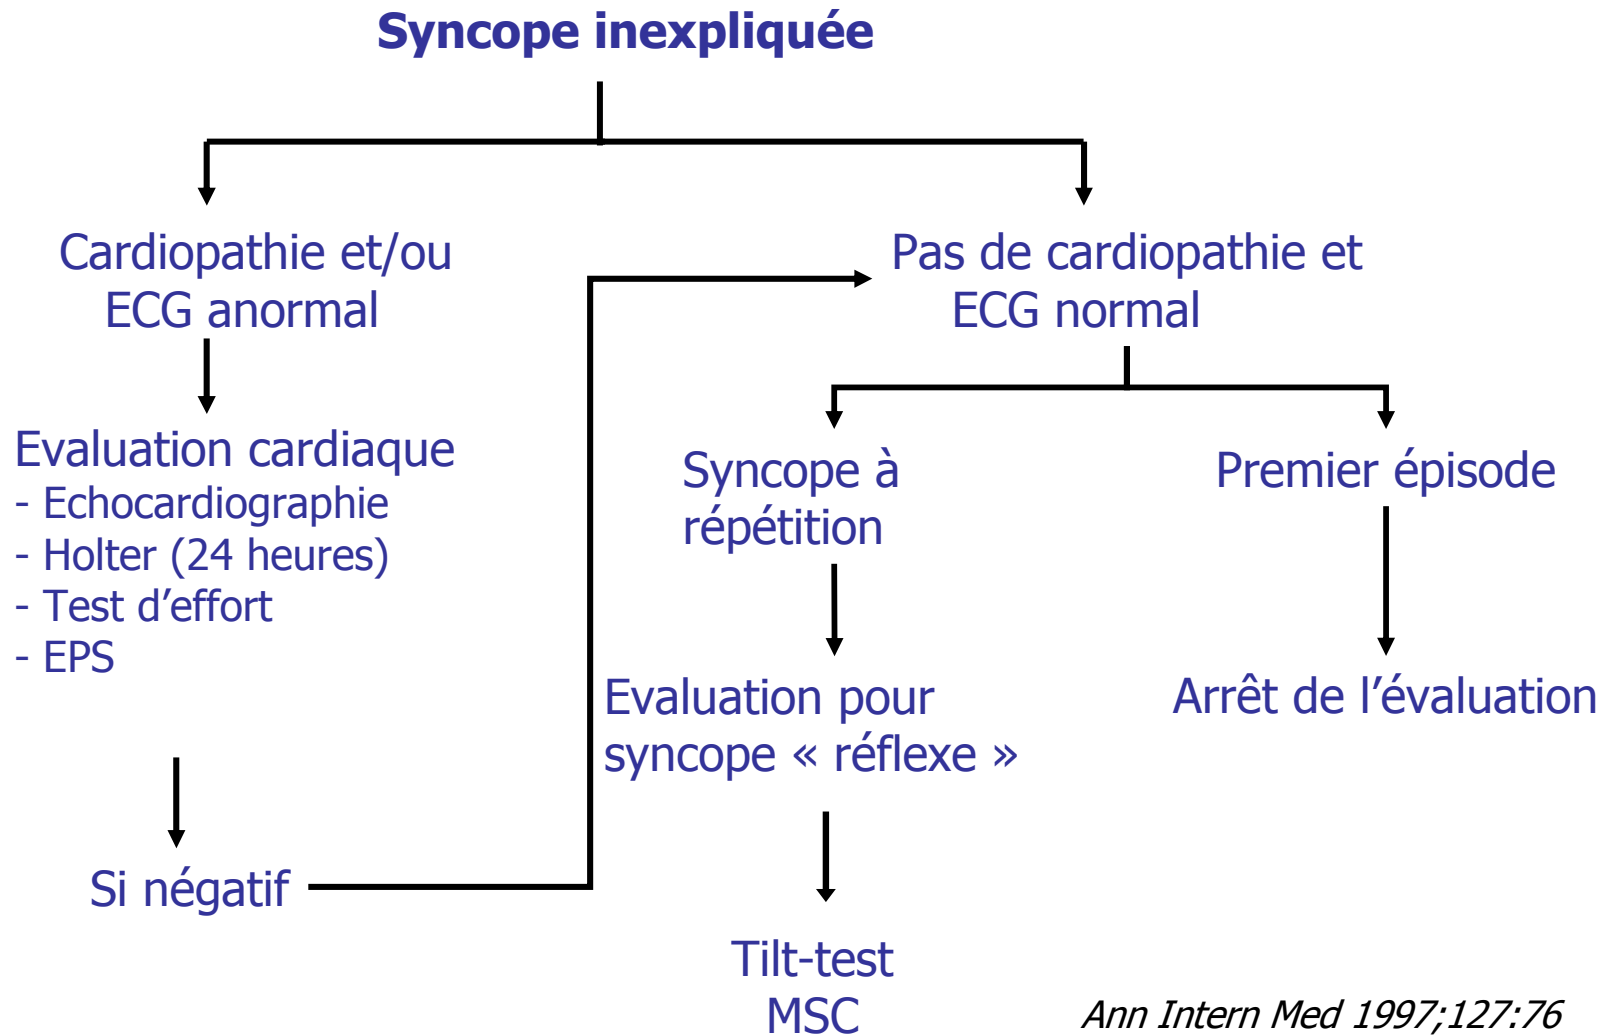 Syncope inexpliquée
Cardiopathie et/ou
ECG anormal
Pas de cardiopathie et
ECG normal
Evaluation cardiaque
- Echocardiographie
- Holter (24 heures)
- Test d’effort
- EPS
Si négatif
Syncope à
répétition
Premier épisode
Evaluation pour
syncope « réflexe »
Arrêt de l’évaluation
Tilt-test
MSC
Ann Intern Med 1997;127:76